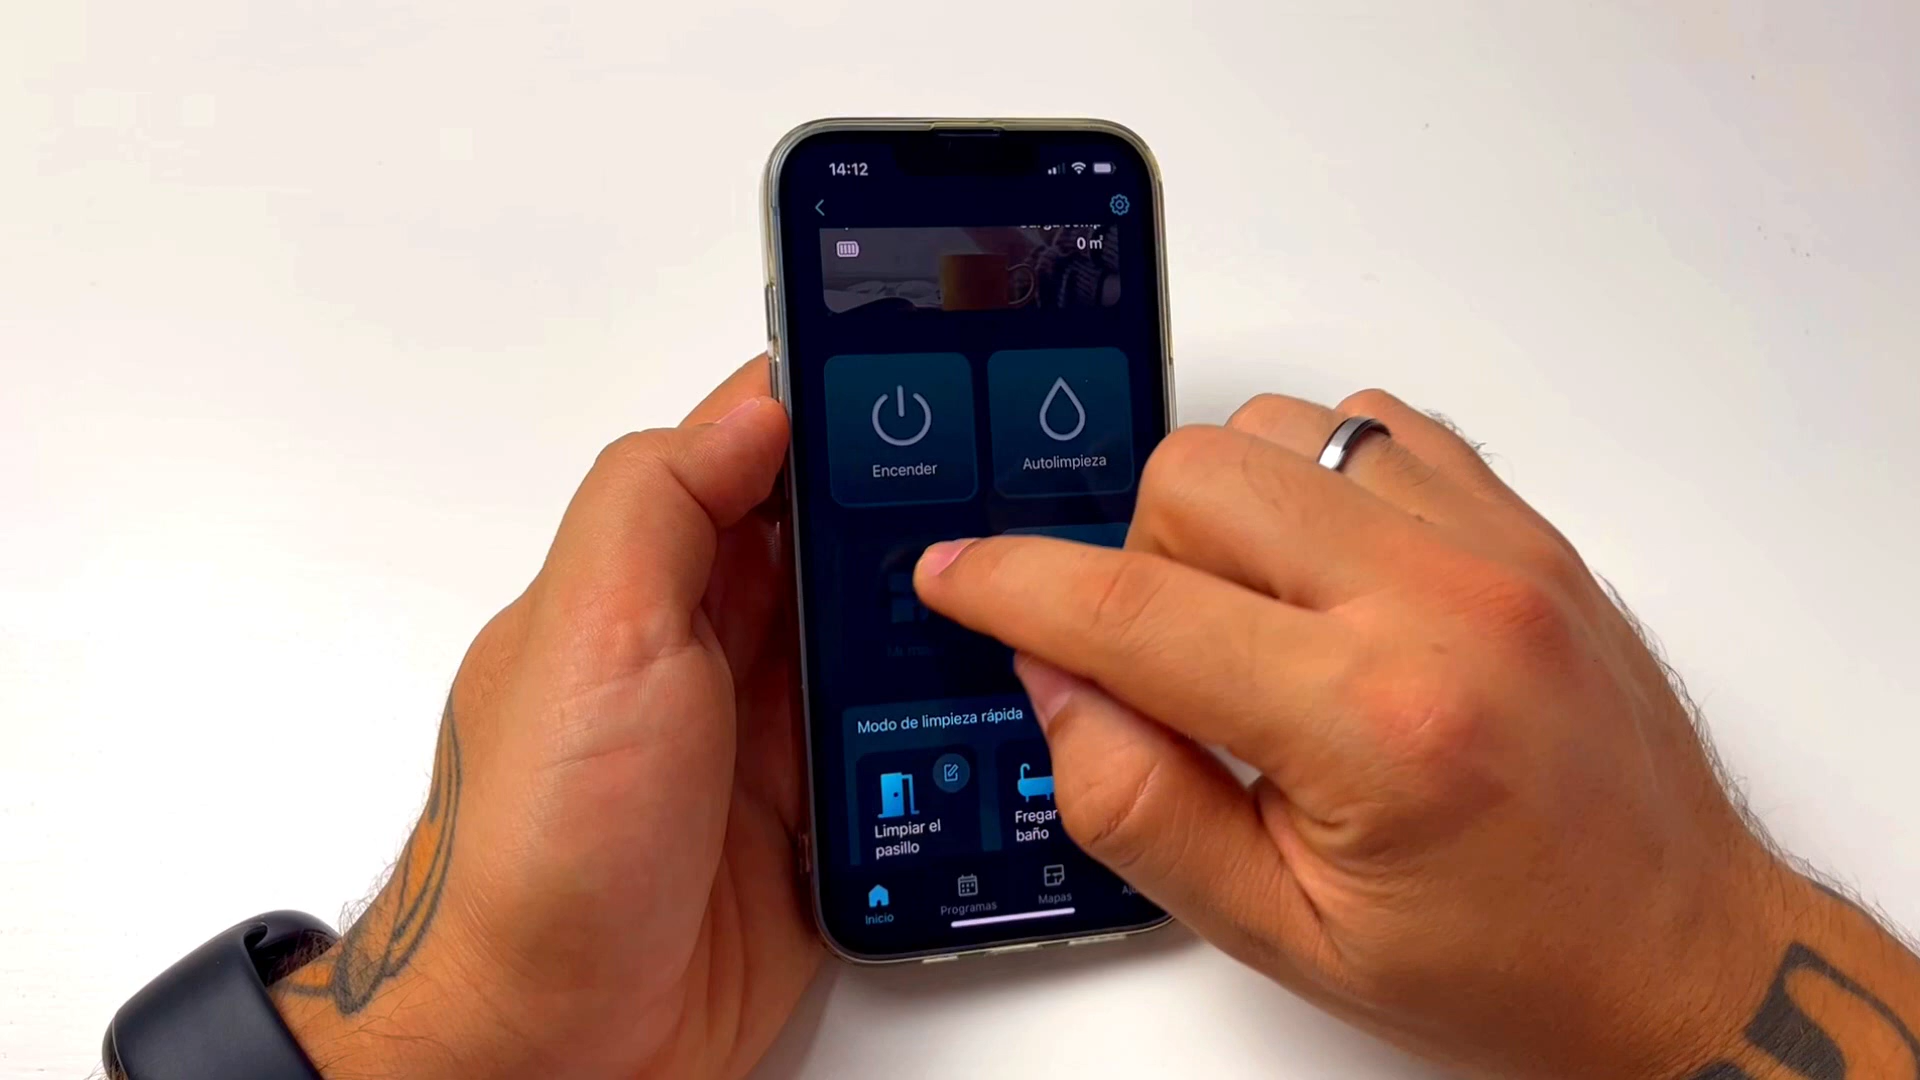 14:12
0 m²
Encender
Autolimpieza
Modo de limpieza rápida
Limpiar el
pasillo
Fregar
baño
Inicio
Programas
Mapas